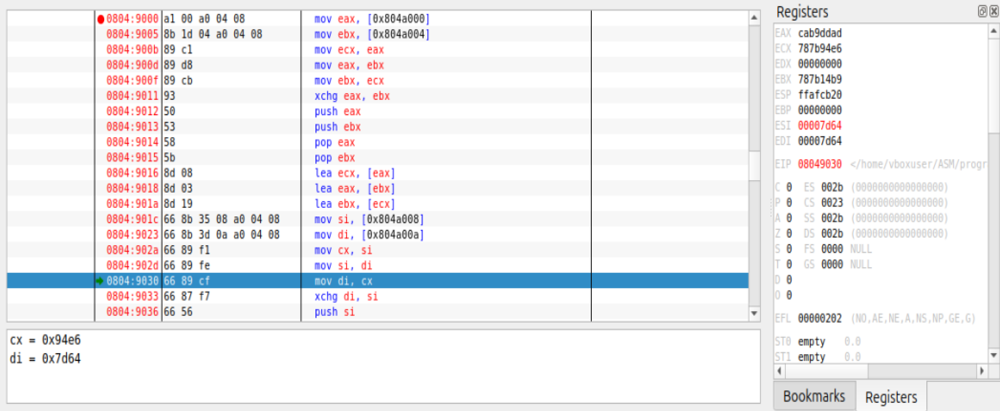 0804:9000 a1 00 a0 04 08 mov eax, [0x804a000]
0804:9005 8b 1d 04 a0 04 08 mov ebx, [0x804a004]
0804:900b 89 c1 mov ecx, eax
0804:900d 89 d8 mov eax, ebx
0804:900f 89 cb mov ebx, ecx
0804:9011 93 xchg eax, ebx
0804:9012 50 push eax
0804:9013 53 push ebx
0804:9014 58 pop eax
0804:9015 5b pop ebx
0804:9016 8d 08 lea ecx, [eax]
0804:9018 8d 03 lea eax, [ebx]
0804:901a 8d 19 lea ebx, [ecx]
0804:901c 66 8b 35 08 a0 04 08 mov si, [0x804a008]
0804:9023 66 8b 3d 0a a0 04 08 mov di, [0x804a00a]
0804:902a 66 89 f1 mov cx, si
0804:902d 66 89 fe mov si, di
0804:9030 66 89 cf mov di, cx
0804:9033 66 87 f7 xchg di, si
0804:9036 66 56 push si
cx = 0x94e6
di = 0x7d64
Registers
EAX cab9ddad
ECX 787b94e6
EDX 00000000
EBX 787b14b9
ESP ffafcb20
EBP 00000000
ESI 00007d64
EDI 00007d64
EIP 08049030 </home/vboxuser/ASM/progr
C 0 ES 002b (0000000000000000)
P 0 CS 0023 (0000000000000000)
A 0 SS 002b (0000000000000000)
Z 0 DS 002b (0000000000000000)
S 0 FS 0000 NULL
T 0 GS 0000 NULL
D 0
O 0
EFL 00000202 (NO,AE,NE,A,NS,NP,GE,G)
ST0 empty 0.0
ST1 empty 0.0
Bookmarks Registers